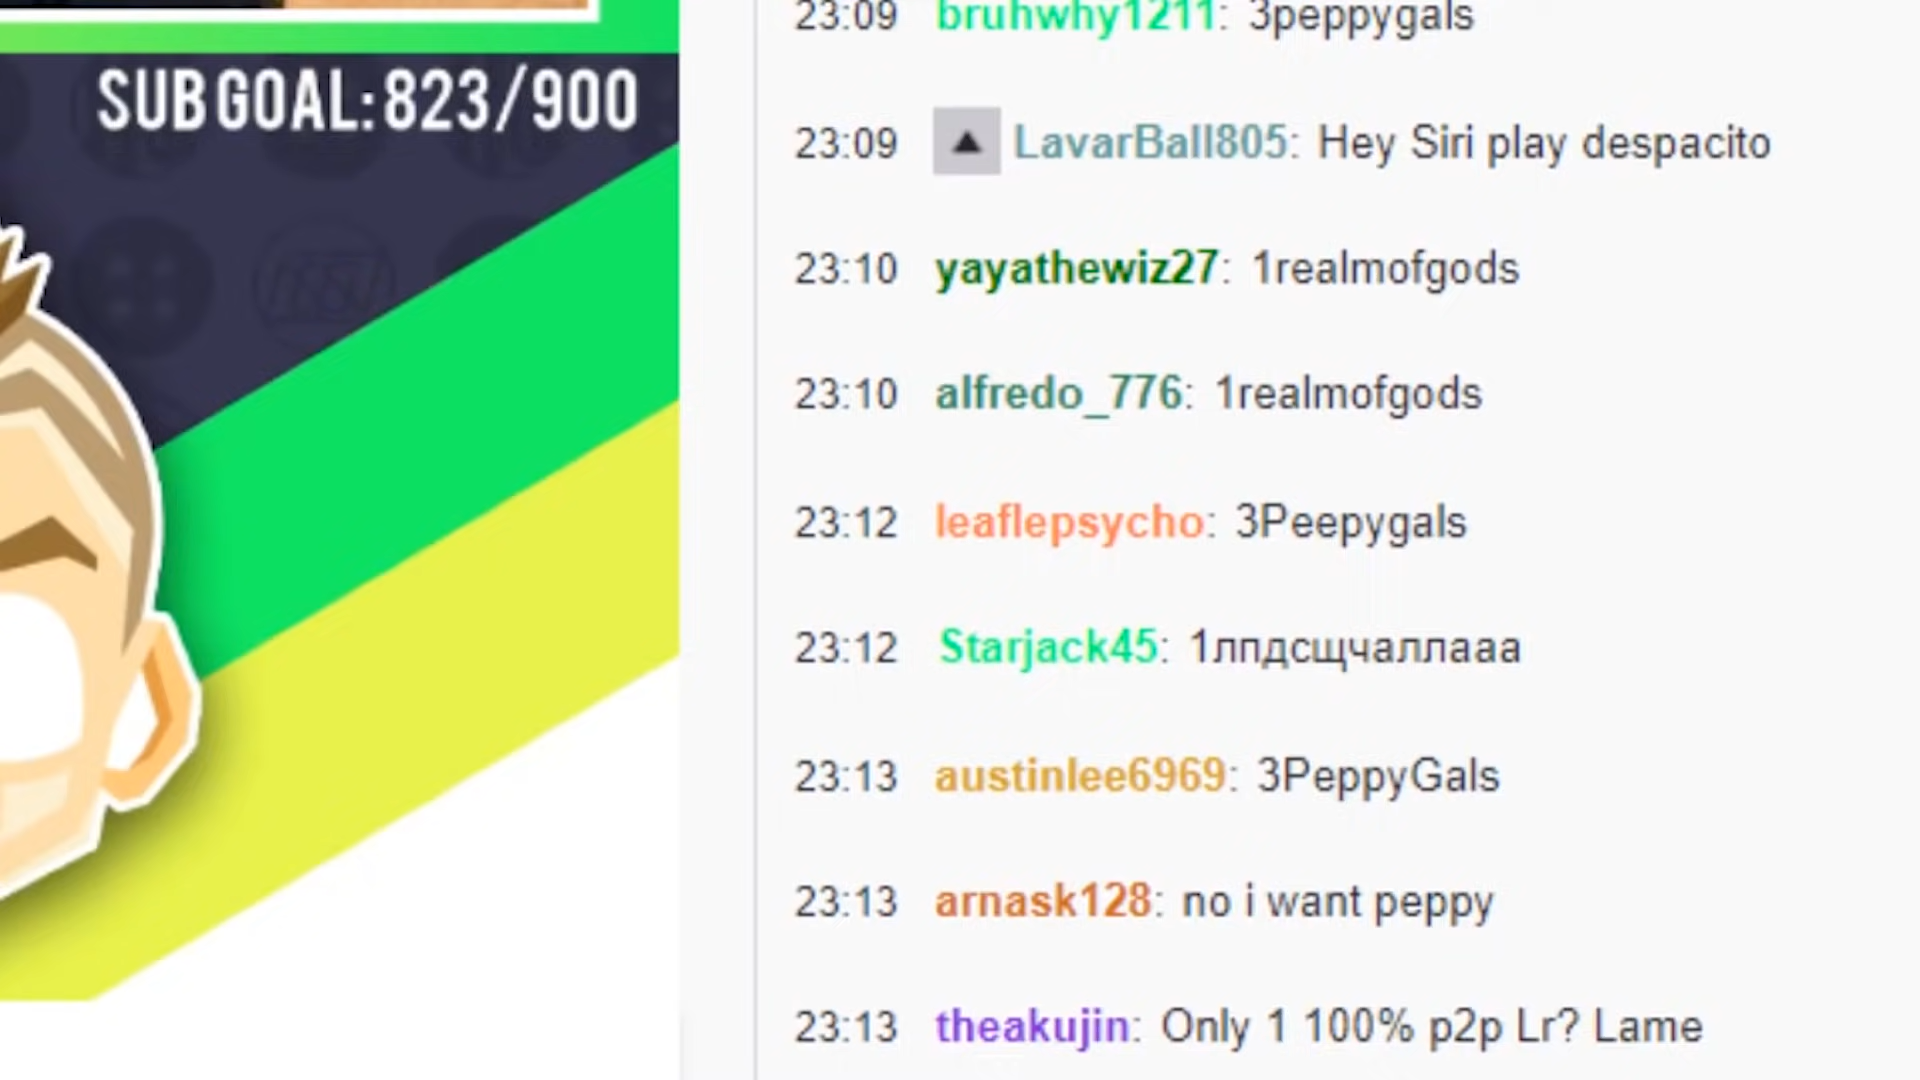 SUB GOAL: 823/900
23:09 bruhwhy1211: 3peppygals
23:09 LavarBall805: Hey Siri play despacito
23:10 yayathewiz27: 1realmofgods
23:10 alfredo_776: 1realmofgods
23:12 leaflepsycho: 3Peepygals
23:12 Starjack45: 1лпдсщчаллааа
23:13 austinlee6969: 3PeppyGals
23:13 arnask128: no i want peppy
23:13 theakujin: Only 1 100% p2p Lr? Lame